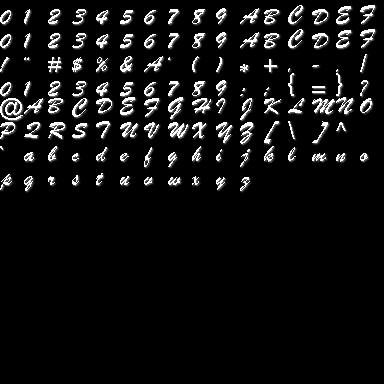 0 1 2 3 4 5 6 7 8 9 A B C D E F
0 1 2 3 4 5 6 7 8 9 A B C D E F
! “ # $ % & A ‘ ( ) * + , - . /
0 1 2 3 4 5 6 7 8 9 : ; { = } ?
@ A B C D E F G H I J K L M N O
P Q R S T U V W X Y Z [ \ ] ^
` a b c d e f g h i j k l m n o
p q r s t u v w x y z